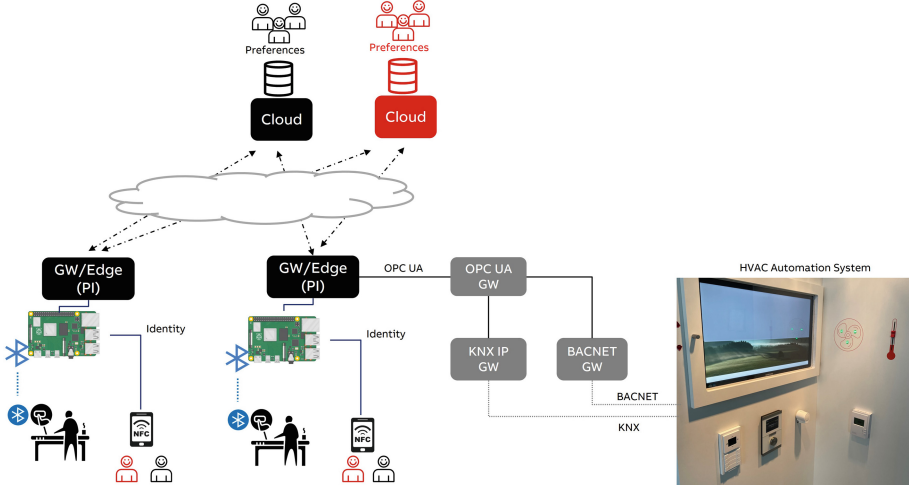 Preferences
Preferences
Cloud
Cloud
GW/Edge
(PI)
GW/Edge
(PI)
OPC UA
OPC UA
GW
HVAC Automation System
Identity
Identity
KNX IP
GW
BACNET
GW
BACNET
KNX
NFC
NFC